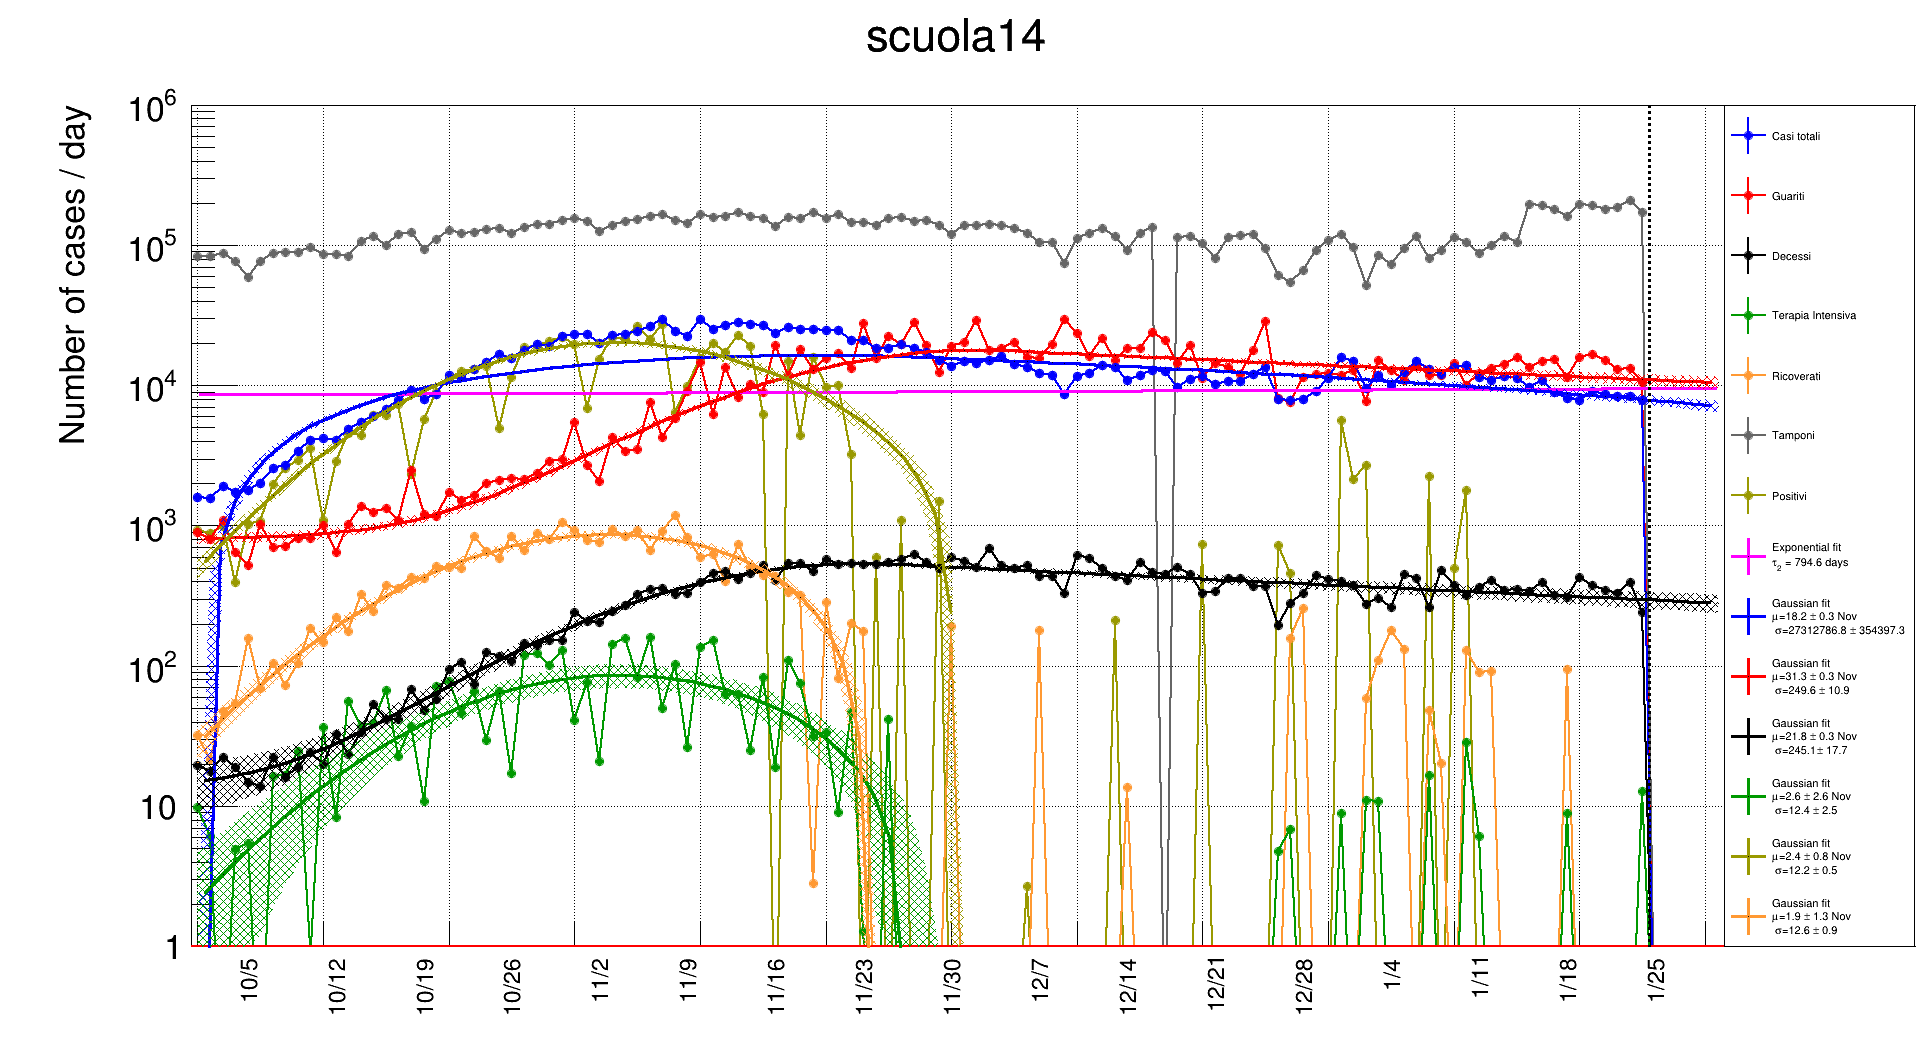 scuola14
Number of cases / day
10^6
10^5
10^4
10^3
10^2
10
1
10/5
10/12
10/19
10/26
11/2
11/9
11/16
11/23
11/30
12/7
12/14
12/21
12/28
1/4
1/11
1/18
1/25
Casi totali
Guariti
Decessi
Terapia Intensiva
Ricoverati
Tamponi
Positivi
Exponential fit
τ₂ = 794.6 days
Gaussian fit
μ=18.2 ± 0.3 Nov
σ=27312786.8 ± 354397.3
Gaussian fit
μ=31.3 ± 0.3 Nov
σ=249.6 ± 10.9
Gaussian fit
μ=21.8 ± 0.3 Nov
σ=245.1 ± 17.7
Gaussian fit
μ=2.6 ± 2.6 Nov
σ=12.4 ± 2.5
Gaussian fit
μ=2.4 ± 0.8 Nov
σ=12.2 ± 0.5
Gaussian fit
μ=1.9 ± 1.3 Nov
σ=12.6 ± 0.9